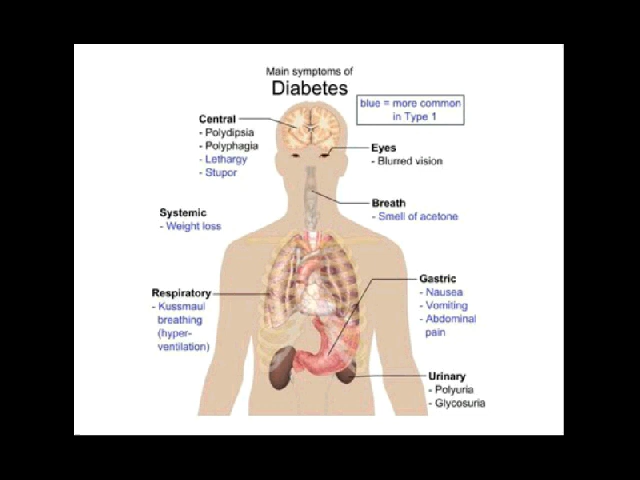 Main symptoms of
Diabetes
blue = more common
in Type 1
Central
- Polydipsia
- Polyphagia
- Lethargy
- Stupor
Eyes
- Blurred vision
Breath
- Smell of acetone
Systemic
- Weight loss
Respiratory
- Kussmaul
breathing
(hyper-
ventilation)
Gastric
- Nausea
- Vomiting
- Abdominal
pain
Urinary
- Polyuria
- Glycosuria